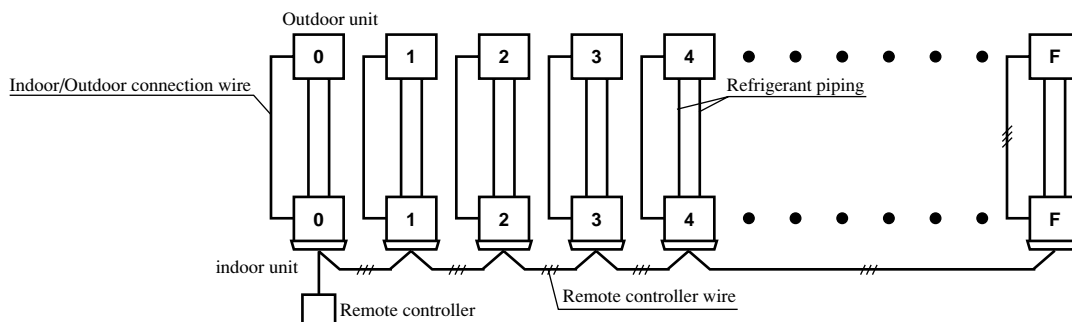 Outdoor unit
0 1 2 3 4 F
Indoor/Outdoor connection wire
Refrigerant piping
0 1 2 3 4 F
indoor unit
Remote controller wire
Remote controller